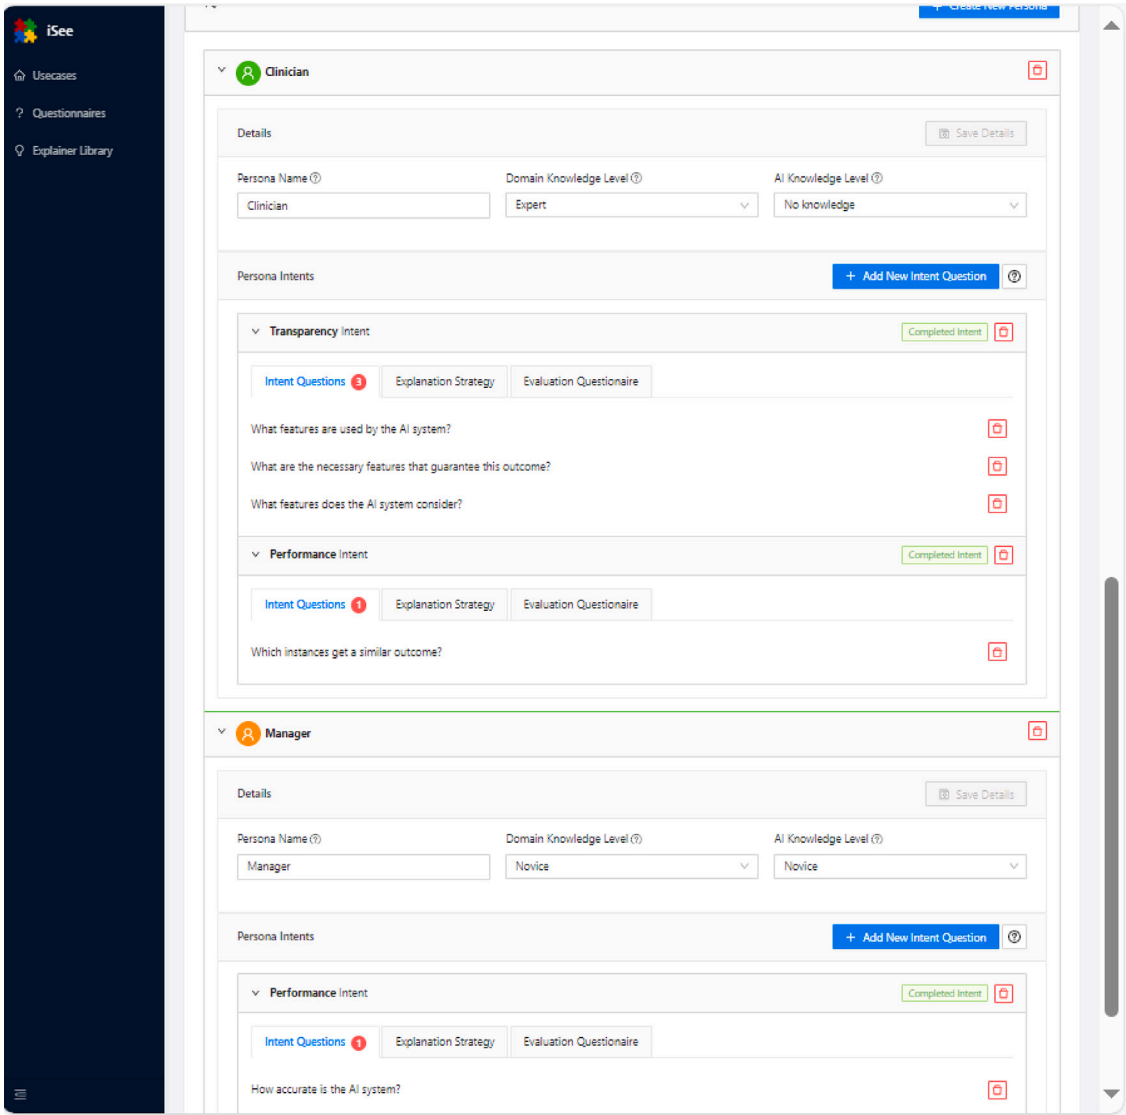 iSee
Usecases
Questionnaires
Explainer Library
+ Create New Persona
Clinician
Details
Save Details
Persona Name
Domain Knowledge Level
AI Knowledge Level
Clinician
Expert
No knowledge
Persona Intents
+ Add New Intent Question
Transparency Intent
Completed Intent
Intent Questions 3
Explanation Strategy
Evaluation Questionaire
What features are used by the AI system?
What are the necessary features that guarantee this outcome?
What features does the AI system consider?
Performance Intent
Completed Intent
Intent Questions 1
Explanation Strategy
Evaluation Questionaire
Which instances get a similar outcome?
Manager
Details
Save Details
Persona Name
Domain Knowledge Level
AI Knowledge Level
Manager
Novice
Novice
Persona Intents
+ Add New Intent Question
Performance Intent
Completed Intent
Intent Questions 1
Explanation Strategy
Evaluation Questionaire
How accurate is the AI system?